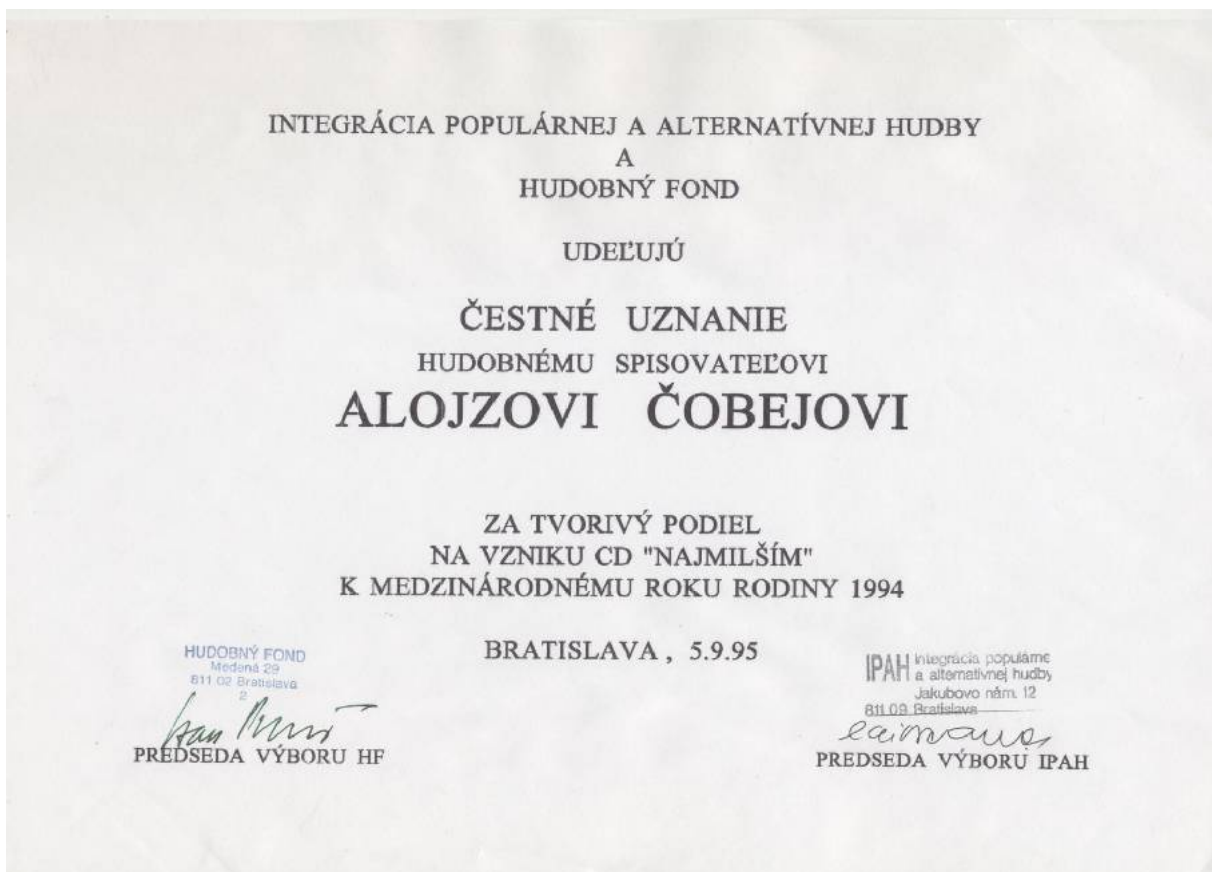 INTEGRÁCIA POPULÁRNEJ A ALTERNATÍVNEJ HUDBY
A
HUDOBNÝ FOND
UDEĽUJÚ
ČESTNÉ UZNANIE
HUDOBNÉMU SPISOVATEĽOVI
ALOJZOVI ČOBEJOVI
ZA TVORIVÝ PODIEL
NA VZNIKU CD "NAJMILŠÍM"
K MEDZINÁRODNÉMU ROKU RODINY 1994
BRATISLAVA , 5.9.95
HUDOBNÝ FOND
Medená 29
811 02 Bratislava
2
PREDSEDA VÝBORU HF
IPAH Integrácia populárne
a alternatívnej hudby
Jakubovo nám. 12
811 09 Bratislava
PREDSEDA VÝBORU IPAH